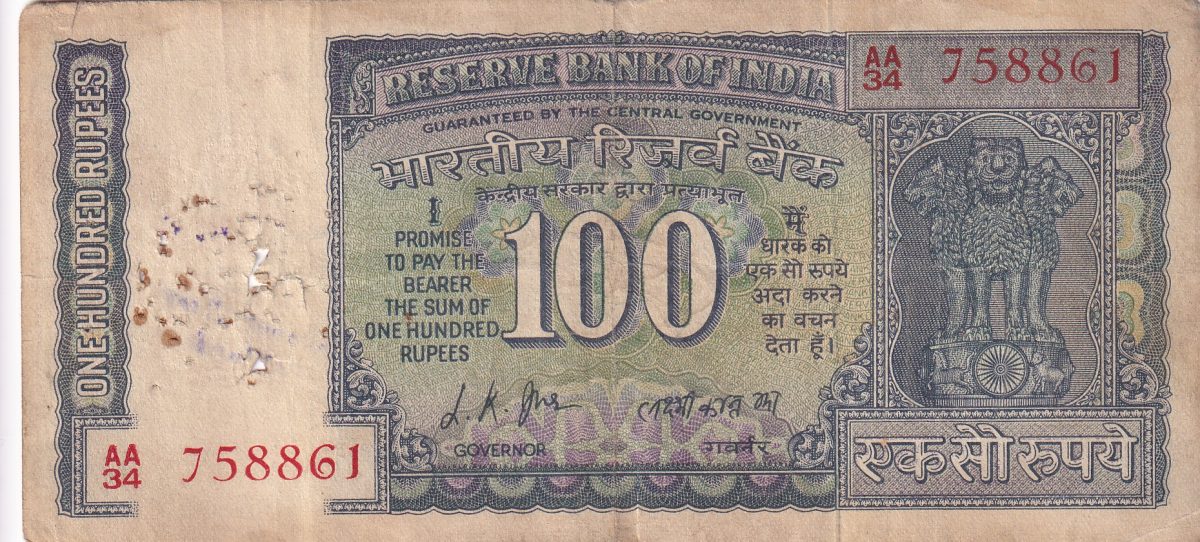 ONE HUNDRED RUPEES
RESERVE BANK OF INDIA
AA
34 758861
GUARANTEED BY THE CENTRAL GOVERNMENT
भारतीय रिजर्व बैंक
केन्द्रीय सरकार द्वारा प्रत्याभूत
I
PROMISE
TO PAY THE
BEARER
THE SUM OF
ONE HUNDRED
RUPEES
100
मैं
धारक को
एक सौ रुपये
अदा करने
का वचन
देता हूँ।
L. K. Jha
लक्ष्मी कान्त झा
GOVERNOR
गवर्नर
AA
34 758861
एक सौ रुपये